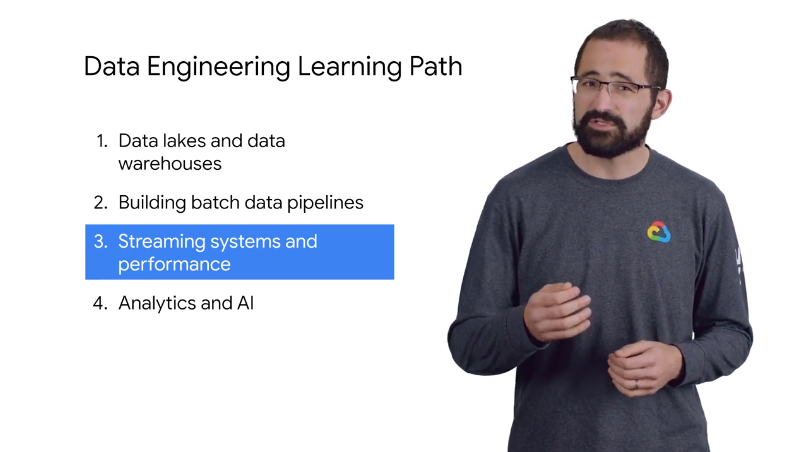 Data Engineering Learning Path
1. Data lakes and data
warehouses
2. Building batch data pipelines
3. Streaming systems and
performance
4. Analytics and AI